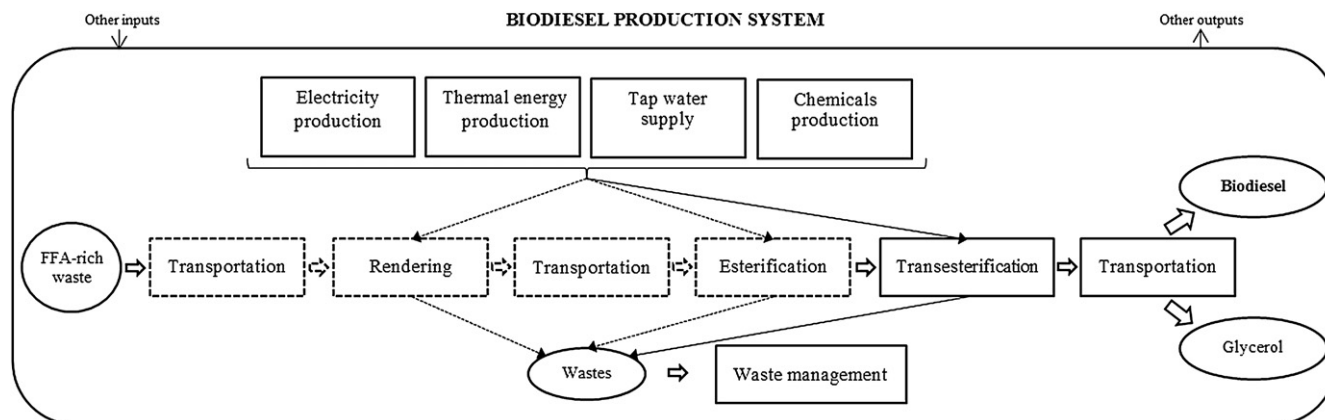 Other inputs
BIODIESEL PRODUCTION SYSTEM
Other outputs
Electricity
production
Thermal energy
production
Tap water
supply
Chemicals
production
Biodiesel
FFA-rich
waste
Transportation
Rendering
Transportation
Esterification
Transesterification
Transportation
Wastes
Waste management
Glycerol